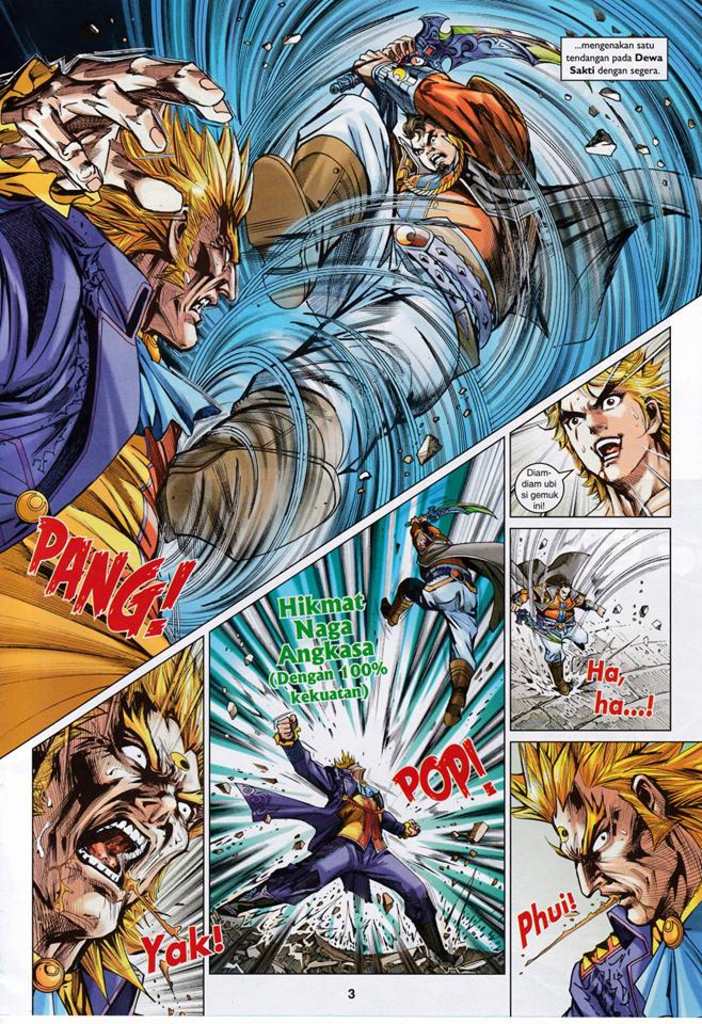 ...mengenakan satu
tendangan pada Dewa
Sakti dengan segera.
PANG!
Diam-
diam ubi
si gemuk
ini!
Hikmat
Naga
Angkasa
(Dengan 100%
kekuatan)
POP!
Ha,
ha...!
Yak!
Phui!
3